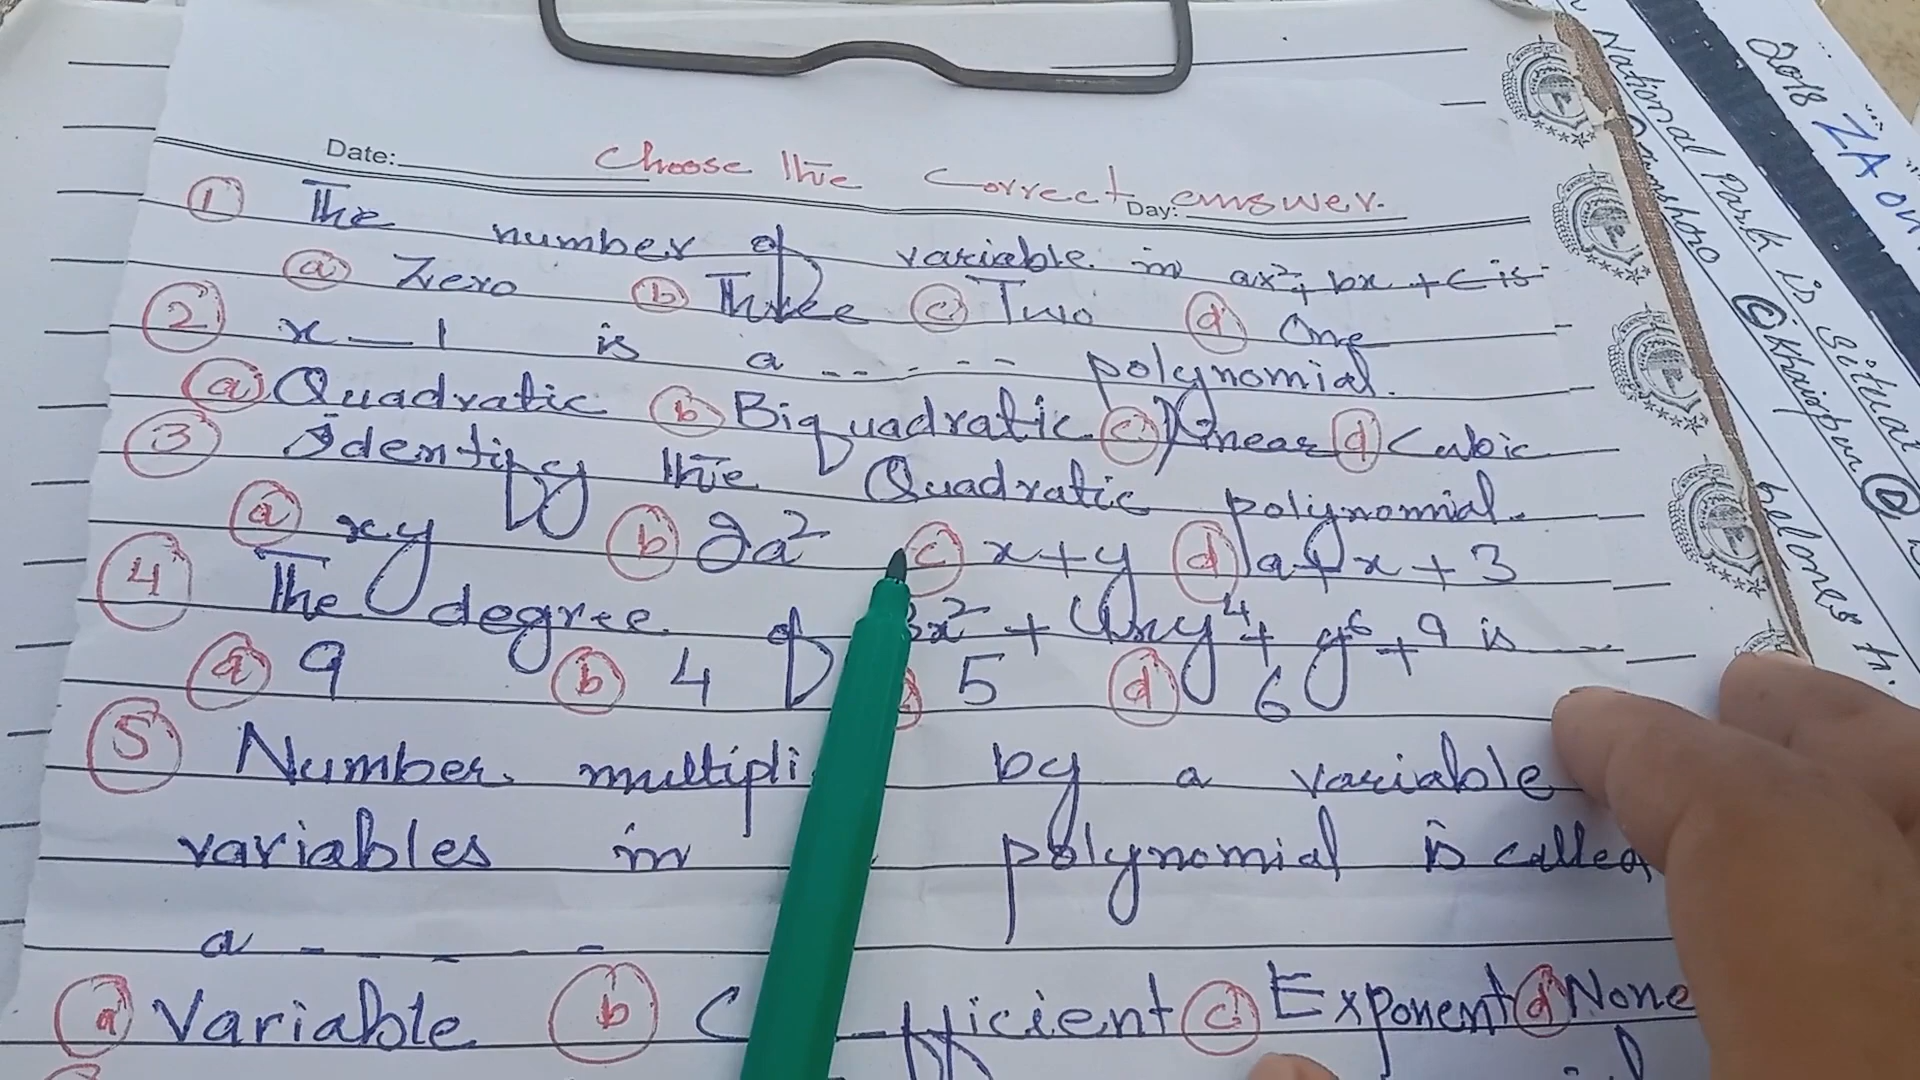 Date: Choose the Correct answer.
Day:
1 The number of variable in ax²+bx+c is
a Zero b Three c Two d One
2 x-1 is a ----- polynomial.
a Quadratic b Biquadratic c Linear d Cubic
3 Identify the Quadratic polynomial.
a xy b 2a² c x+y d a+x+3
4 The degree of 3x²+4xy⁴+y⁶+9 is
a 9 b 4 5 d 6
5 Number multipli by a variable
variables in polynomial is called
a -----
a Variable b C fficient c Exponent d None
2018 ZA
National Park is situat
Jamshoro C Khairpur D
belongs t